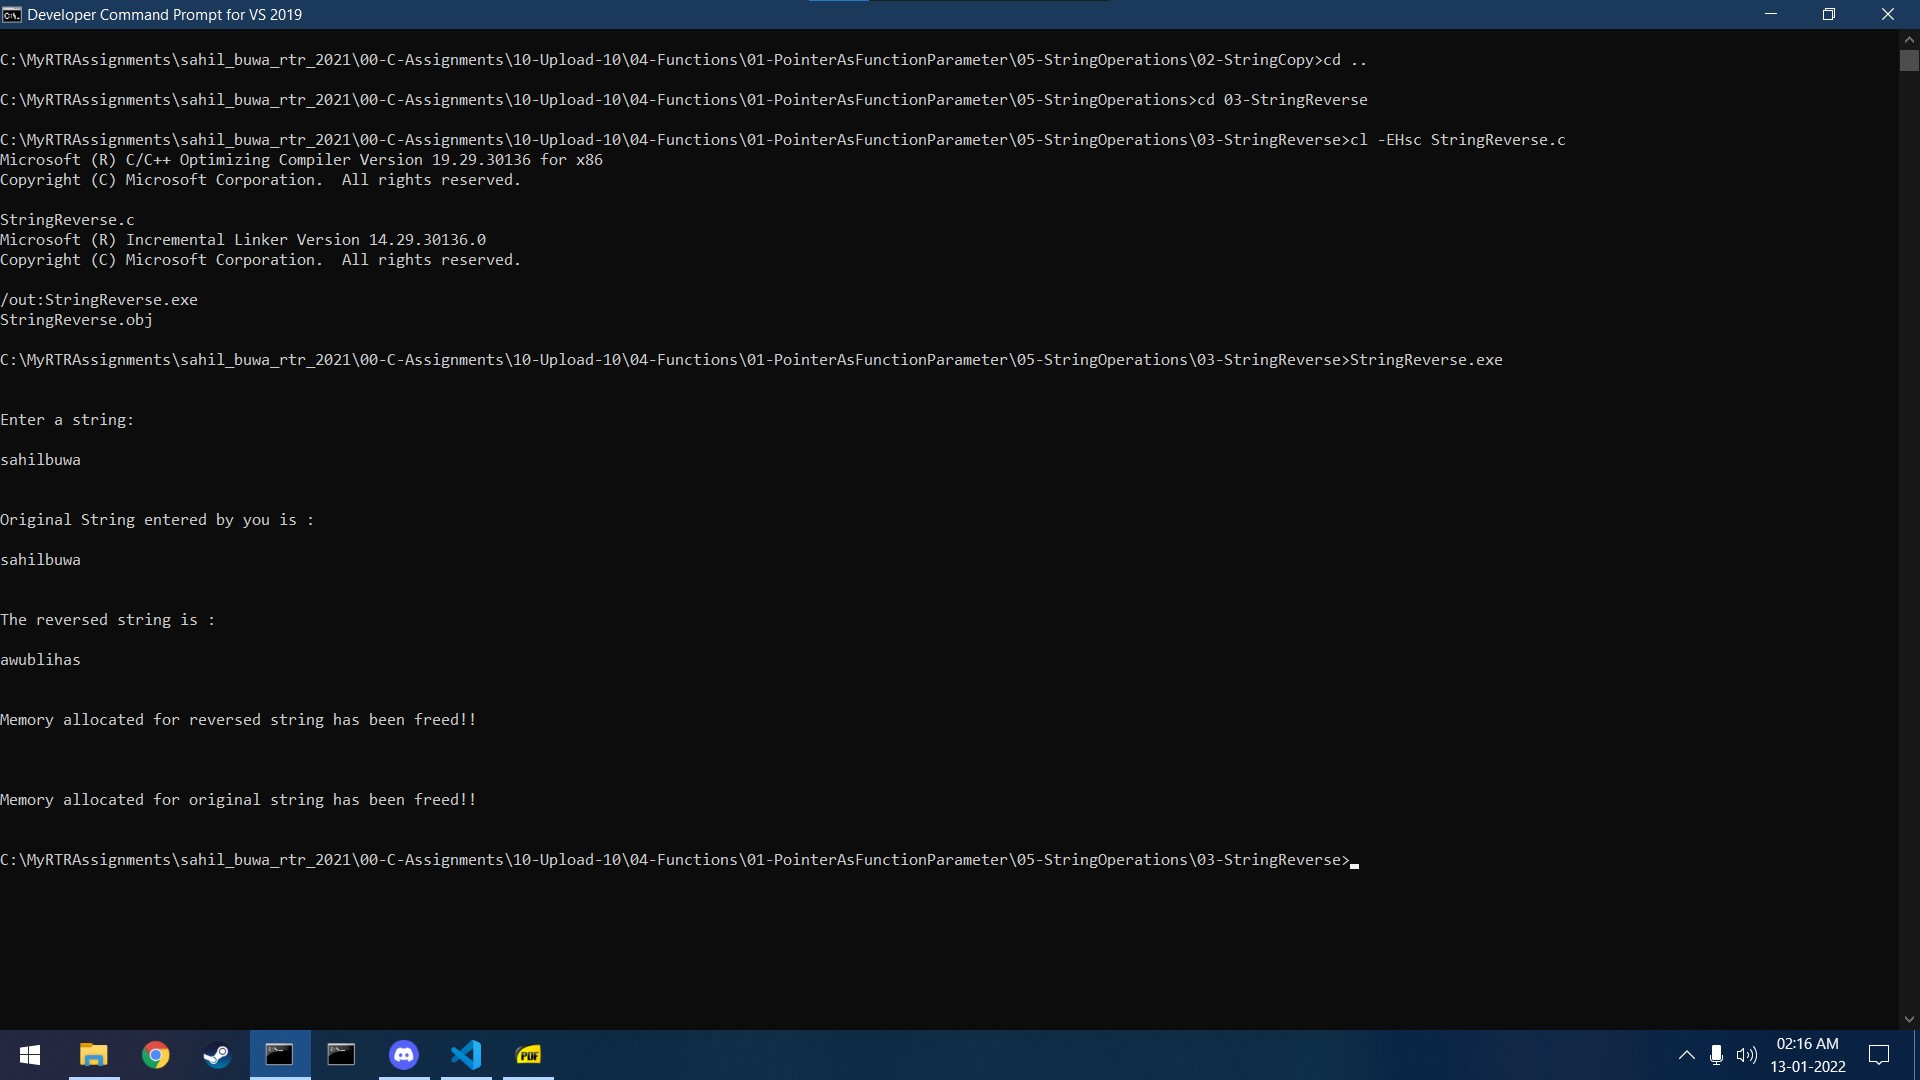 Developer Command Prompt for VS 2019
C:\MyRTRAssignments\sahil_buwa_rtr_2021\00-C-Assignments\10-Upload-10\04-Functions\01-PointerAsFunctionParameter\05-StringOperations\02-StringCopy>cd ..
C:\MyRTRAssignments\sahil_buwa_rtr_2021\00-C-Assignments\10-Upload-10\04-Functions\01-PointerAsFunctionParameter\05-StringOperations>cd 03-StringReverse
C:\MyRTRAssignments\sahil_buwa_rtr_2021\00-C-Assignments\10-Upload-10\04-Functions\01-PointerAsFunctionParameter\05-StringOperations\03-StringReverse>cl -EHsc StringReverse.c
Microsoft (R) C/C++ Optimizing Compiler Version 19.29.30136 for x86
Copyright (C) Microsoft Corporation.  All rights reserved.
StringReverse.c
Microsoft (R) Incremental Linker Version 14.29.30136.0
Copyright (C) Microsoft Corporation.  All rights reserved.
/out:StringReverse.exe
StringReverse.obj
C:\MyRTRAssignments\sahil_buwa_rtr_2021\00-C-Assignments\10-Upload-10\04-Functions\01-PointerAsFunctionParameter\05-StringOperations\03-StringReverse>StringReverse.exe
Enter a string:
sahilbuwa
Original String entered by you is :
sahilbuwa
The reversed string is :
awublihas
Memory allocated for reversed string has been freed!!
Memory allocated for original string has been freed!!
C:\MyRTRAssignments\sahil_buwa_rtr_2021\00-C-Assignments\10-Upload-10\04-Functions\01-PointerAsFunctionParameter\05-StringOperations\03-StringReverse>
PDF
02:16 AM
13-01-2022